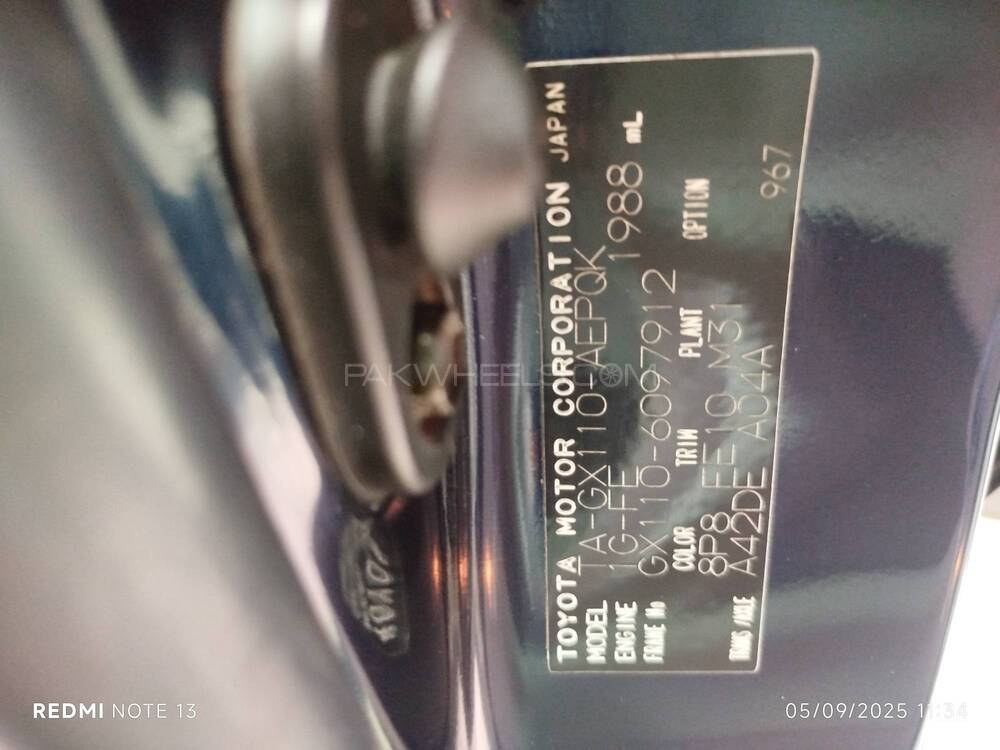 TOYOTA MOTOR CORPORATION JAPAN
MODEL TA-GX110-AEPQK
ENGINE 1G-FE 1988 mL
FRAME No GX110-6097912
COLOR TRIM PLANT OPTION
8P8 FE10 M31
TRANS/AXLE A42DE A04A 967
PAKWHEELS.COM
REDMI NOTE 13
05/09/2025 11:34